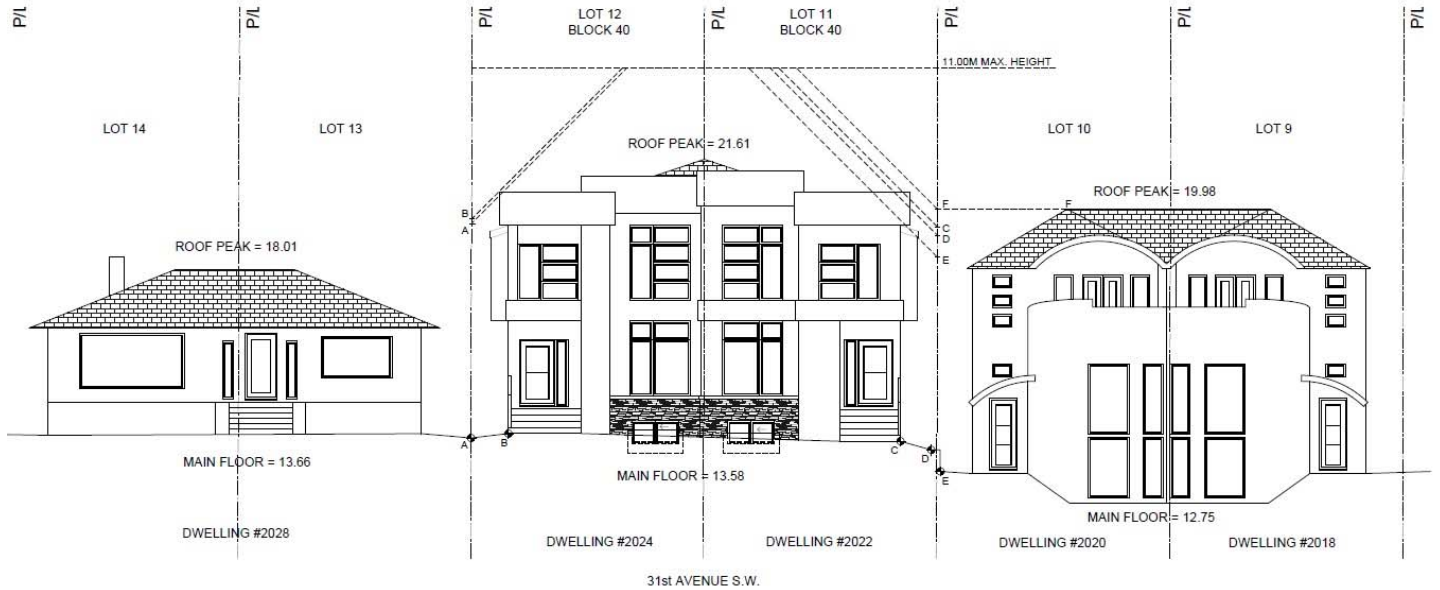 P/L
P/L
P/L
LOT 12
BLOCK 40
P/L
LOT 11
BLOCK 40
P/L
P/L
P/L
11.00M MAX. HEIGHT
LOT 14
LOT 13
LOT 10
LOT 9
ROOF PEAK = 21.61
ROOF PEAK = 19.98
B
A
F
F
C
D
E
ROOF PEAK = 18.01
A
B
C
D
E
MAIN FLOOR = 13.66
MAIN FLOOR = 13.58
MAIN FLOOR = 12.75
DWELLING #2028
DWELLING #2024
DWELLING #2022
DWELLING #2020
DWELLING #2018
31st AVENUE S.W.